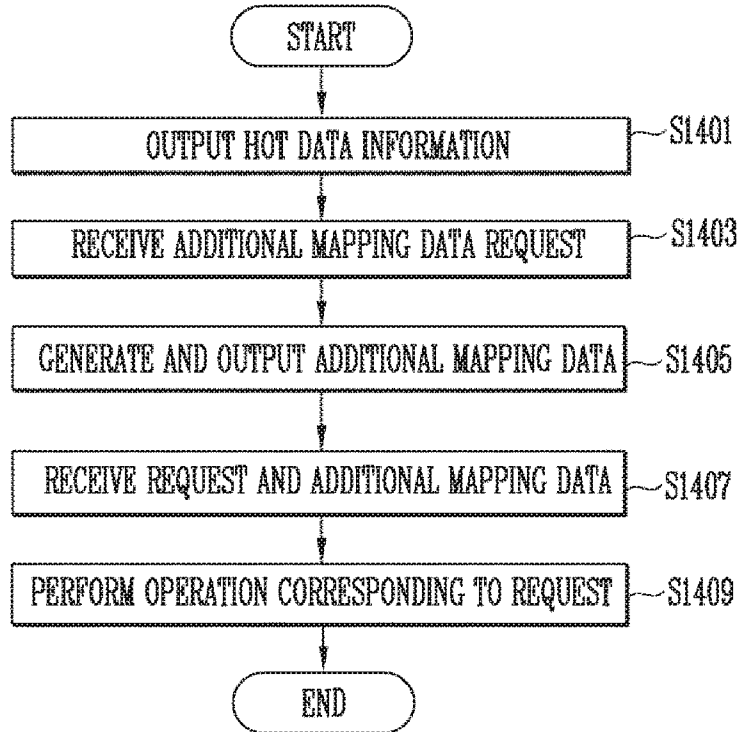 START
OUTPUT HOT DATA INFORMATION
S1401
RECEIVE ADDITIONAL MAPPING DATA REQUEST
S1403
GENERATE AND OUTPUT ADDITIONAL MAPPING DATA
S1405
RECEIVE REQUEST AND ADDITIONAL MAPPING DATA
S1407
PERFORM OPERATION CORRESPONDING TO REQUEST
S1409
END